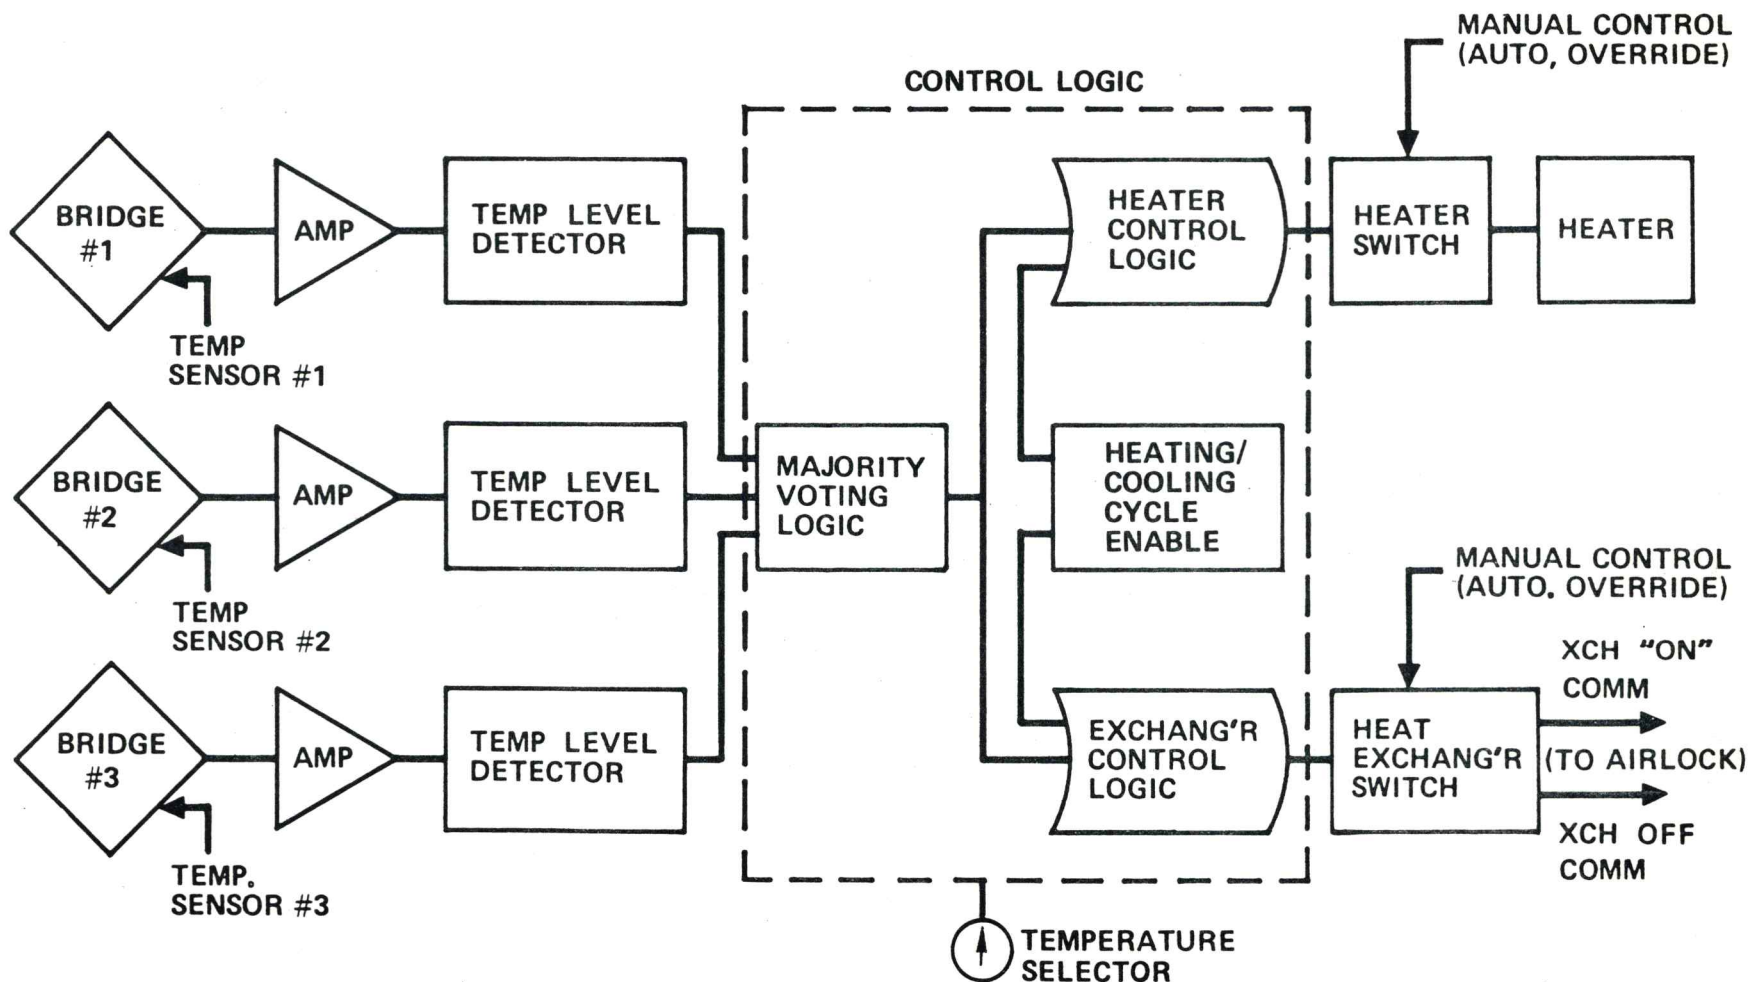 MANUAL CONTROL
(AUTO, OVERRIDE)
CONTROL LOGIC
BRIDGE
#1
AMP
TEMP LEVEL
DETECTOR
HEATER
CONTROL
LOGIC
HEATER
SWITCH
HEATER
TEMP
SENSOR #1
BRIDGE
#2
AMP
TEMP LEVEL
DETECTOR
MAJORITY
VOTING
LOGIC
HEATING/
COOLING
CYCLE
ENABLE
TEMP
SENSOR #2
MANUAL CONTROL
(AUTO. OVERRIDE)
BRIDGE
#3
AMP
TEMP LEVEL
DETECTOR
EXCHANG'R
CONTROL
LOGIC
HEAT
EXCHANG'R
SWITCH
XCH "ON"
COMM
(TO AIRLOCK)
XCH OFF
COMM
TEMP.
SENSOR #3
TEMPERATURE
SELECTOR